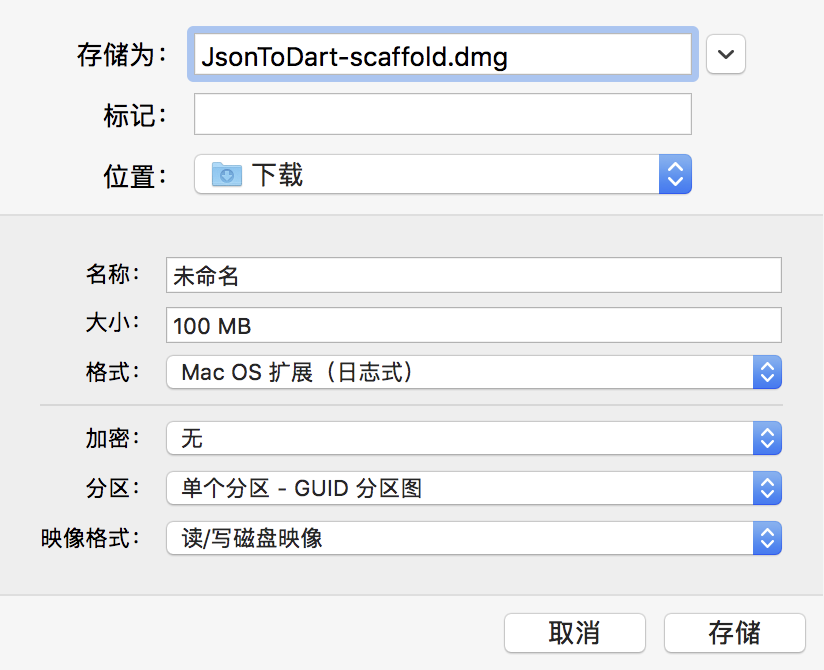 存储为： JsonToDart-scaffold.dmg
标记：
位置： 下载
名称： 未命名
大小： 100 MB
格式： Mac OS 扩展（日志式）
加密： 无
分区： 单个分区 - GUID 分区图
映像格式： 读/写磁盘映像
取消 存储